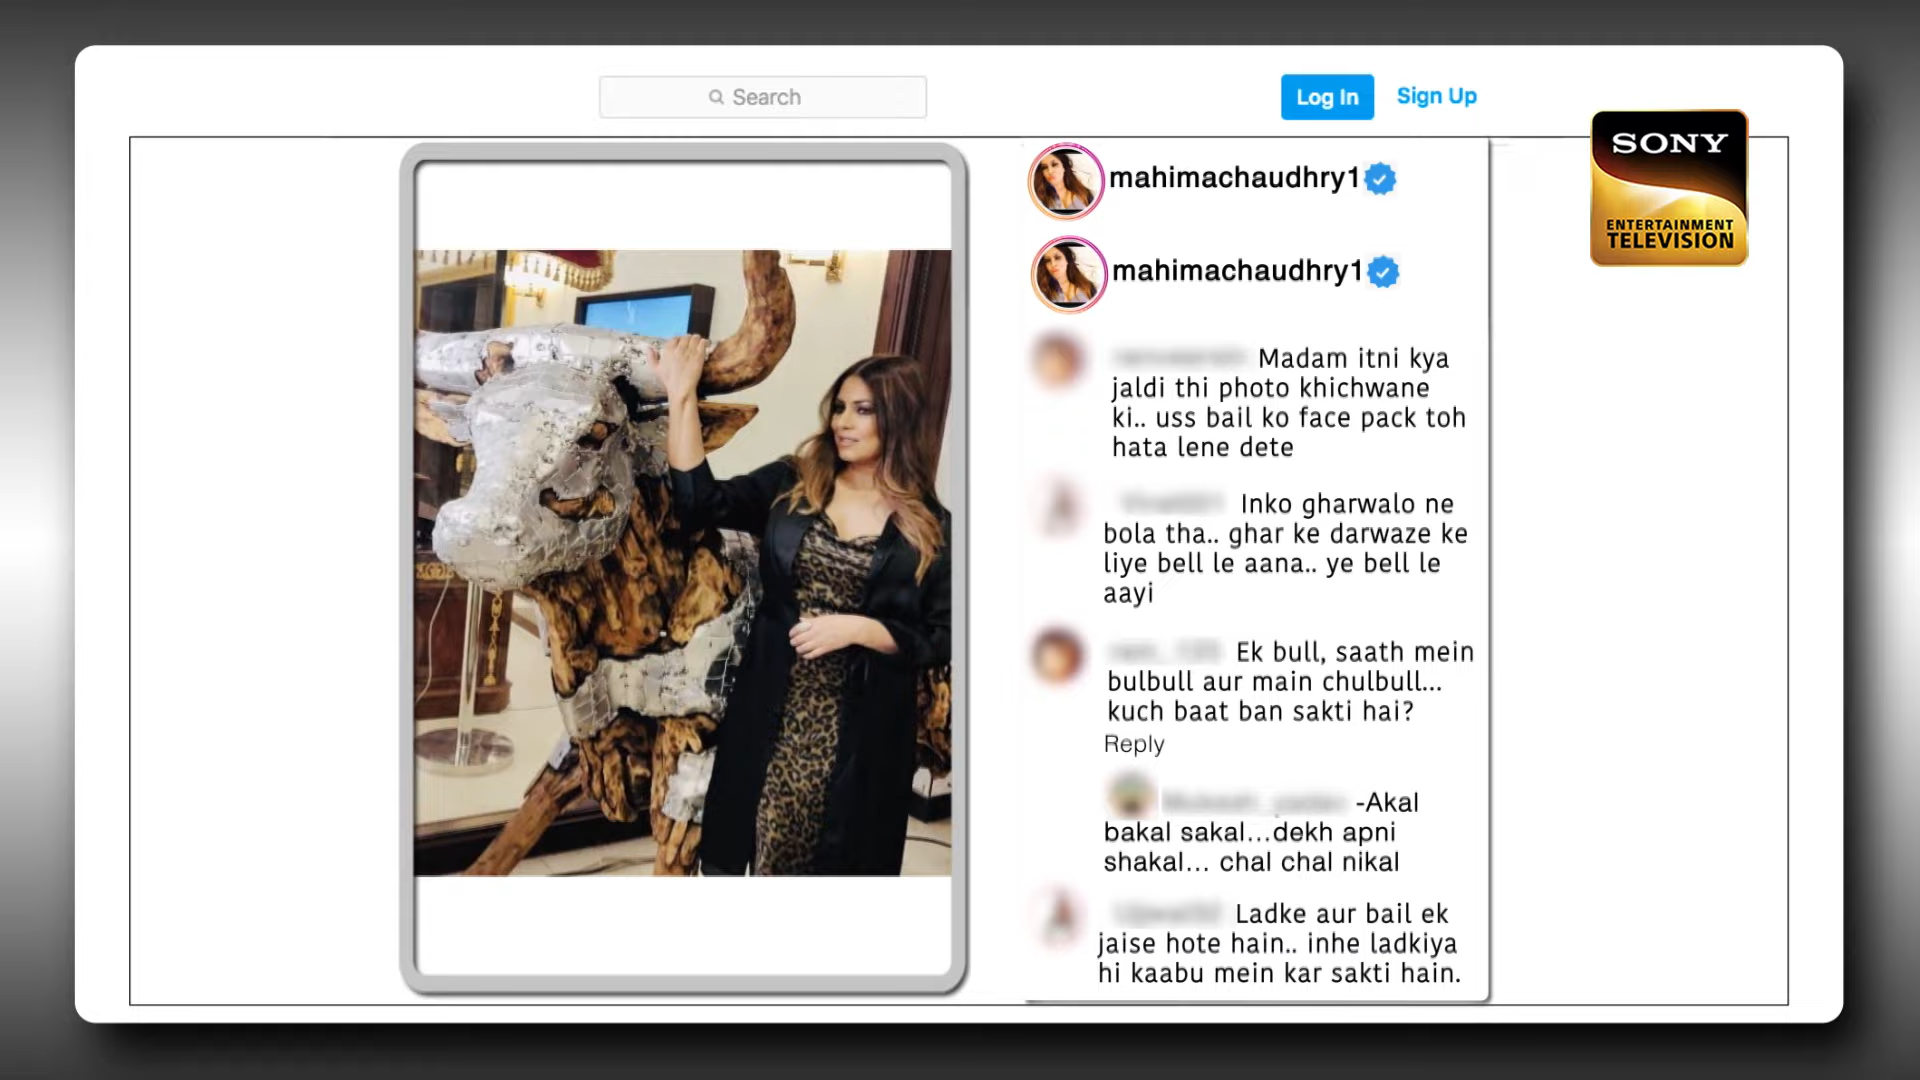 Search
Log In
Sign Up
SONY
ENTERTAINMENT
TELEVISION
mahimachaudhry1
mahimachaudhry1
Madam itni kya
jaldi thi photo khichwane
ki.. uss bail ko face pack toh
hata lene dete
Inko gharwalo ne
bola tha.. ghar ke darwaze ke
liye bell le aana.. ye bell le
aayi
Ek bull, saath mein
bulbull aur main chulbull...
kuch baat ban sakti hai?
Reply
-Akal
bakal sakal...dekh apni
shakal... chal chal nikal
Ladke aur bail ek
jaise hote hain.. inhe ladkiya
hi kaabu mein kar sakti hain.